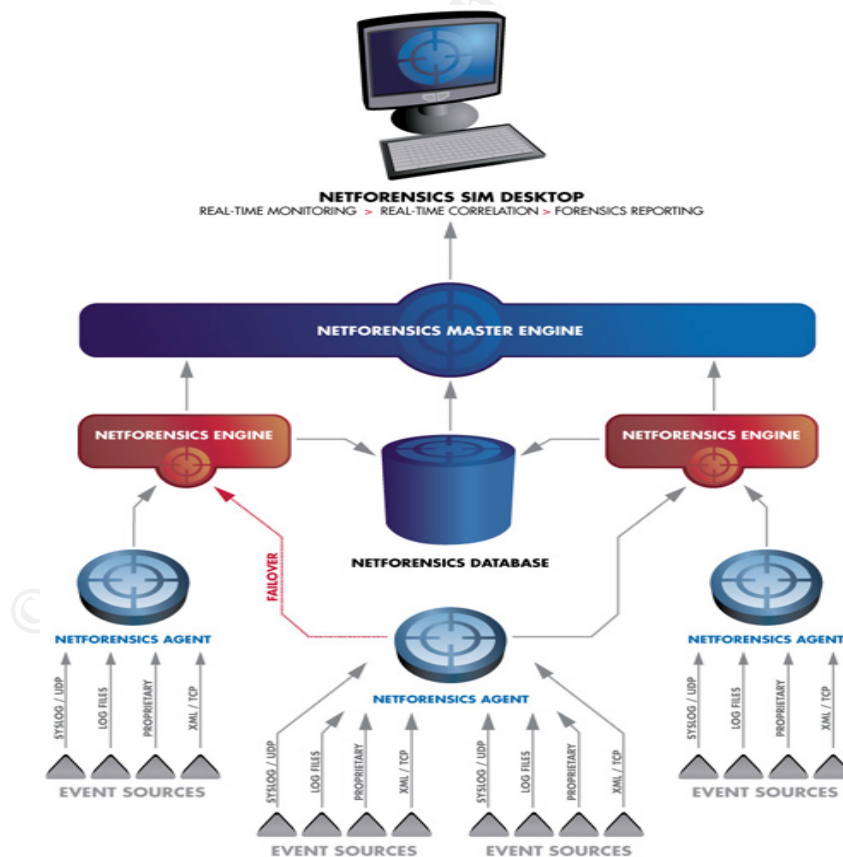 NETFORENSICS SIM DESKTOP
REAL-TIME MONITORING > REAL-TIME CORRELATION > FORENSICS REPORTING
NETFORENSICS MASTER ENGINE
NETFORENSICS ENGINE
NETFORENSICS ENGINE
NETFORENSICS DATABASE
FAILOVER
NETFORENSICS AGENT
NETFORENSICS AGENT
NETFORENSICS AGENT
SYSLOG / UDP
LOG FILES
PROPRIETARY
XML / TCP
EVENT SOURCES
SYSLOG / UDP
LOG FILES
PROPRIETARY
XML / TCP
EVENT SOURCES
SYSLOG / UDP
LOG FILES
PROPRIETARY
XML / TCP
EVENT SOURCES
SYSLOG / UDP
LOG FILES
PROPRIETARY
XML / TCP
EVENT SOURCES
©